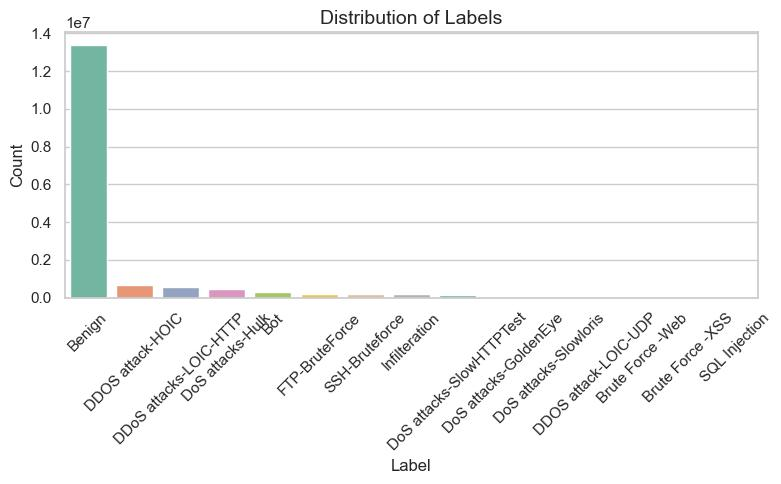 Distribution of Labels
1e7
1.4
1.2
1.0
0.8
0.6
0.4
0.2
0.0
Count
Benign
DDOS attack-HOIC
DDoS attacks-LOIC-HTTP
DoS attacks-Hulk
Bot
FTP-BruteForce
SSH-Bruteforce
Infilteration
DoS attacks-SlowHTTPTest
DoS attacks-GoldenEye
DoS attacks-Slowloris
DDOS attack-LOIC-UDP
Brute Force -Web
Brute Force -XSS
SQL Injection
Label